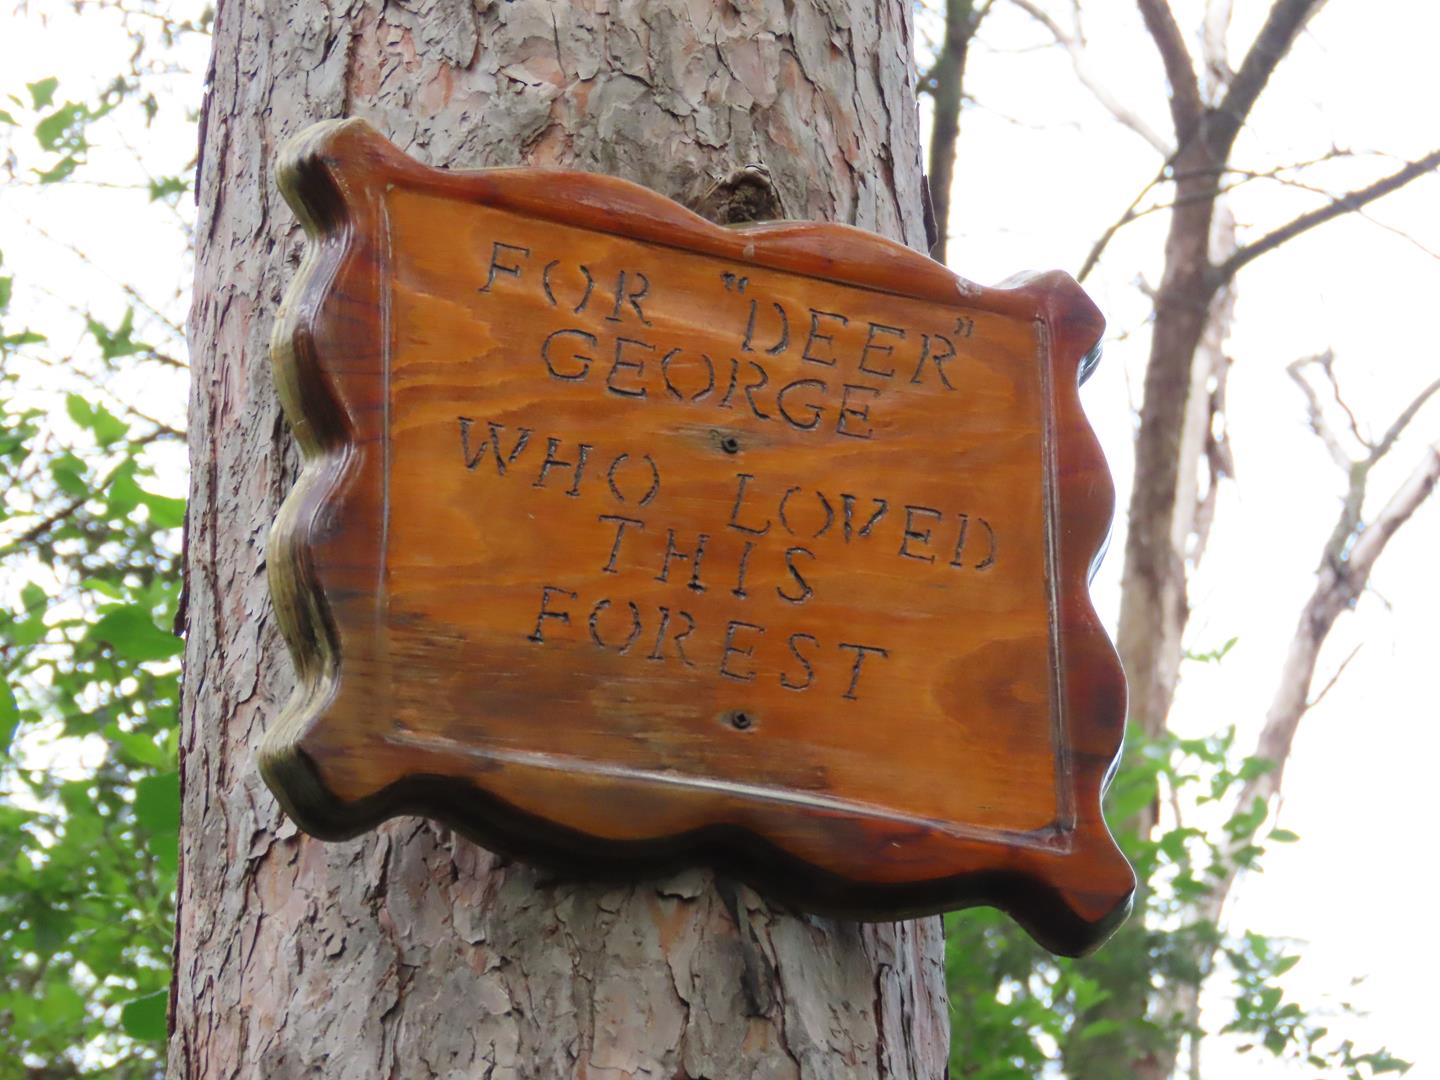 FOR "DEER"
GEORGE
WHO LOVED
THIS
FOREST